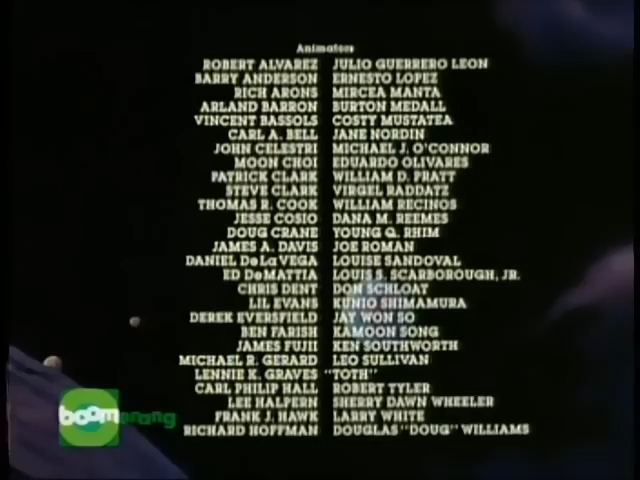 Animators
ROBERT ALVAREZ JULIO GUERRERO LEON
BARRY ANDERSON ERNESTO LOPEZ
RICH ARONS MIRCEA MANTA
ARLAND BARRON BURTON MEDALL
VINCENT BASSOLS COSTY MUSTATEA
CARL A. BELL JANE NORDIN
JOHN CELESTRI MICHAEL J. O'CONNOR
MOON CHOI EDUARDO OLIVARES
PATRICK CLARK WILLIAM D. PRATT
STEVE CLARK VIRGEL RADDATZ
THOMAS R. COOK WILLIAM RECINOS
JESSE COSIO DANA M. REEMES
DOUG CRANE YOUNG Q. RHIM
JAMES A. DAVIS JOE ROMAN
DANIEL DeLaVEGA LOUISE SANDOVAL
ED DeMATTIA LOUIS S. SCARBOROUGH, JR.
CHRIS DENT DON SCHLOAT
LIL EVANS KUNIO SHIMAMURA
DEREK EVERSFIELD JAY WON SO
BEN FARISH KAMOON SONG
JAMES FUJII KEN SOUTHWORTH
MICHAEL R. GERARD LEO SULLIVAN
LENNIE K. GRAVES "TOTH"
CARL PHILIP HALL ROBERT TYLER
LEE HALPERN SHERRY DAWN WHEELER
FRANK J. HAWK LARRY WHITE
RICHARD HOFFMAN DOUGLAS "DOUG" WILLIAMS
boomerang